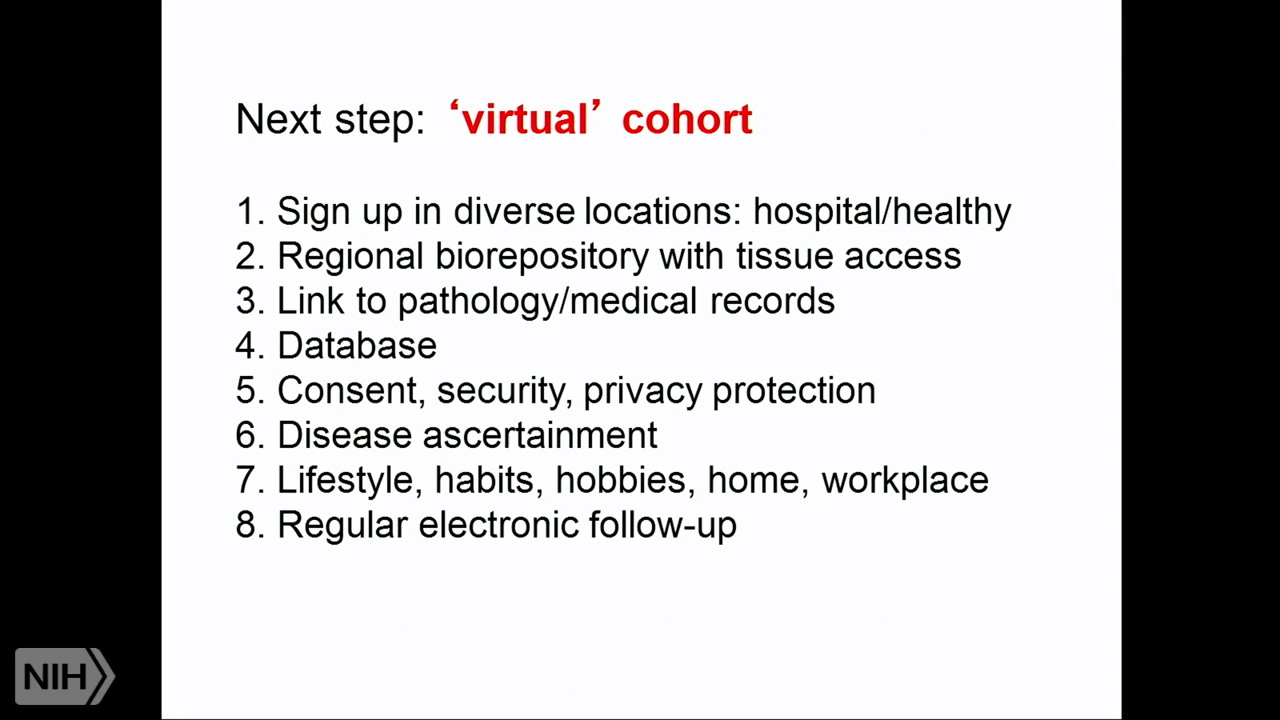 Next step: ‘virtual’ cohort
1. Sign up in diverse locations: hospital/healthy
2. Regional biorepository with tissue access
3. Link to pathology/medical records
4. Database
5. Consent, security, privacy protection
6. Disease ascertainment
7. Lifestyle, habits, hobbies, home, workplace
8. Regular electronic follow-up
NIH